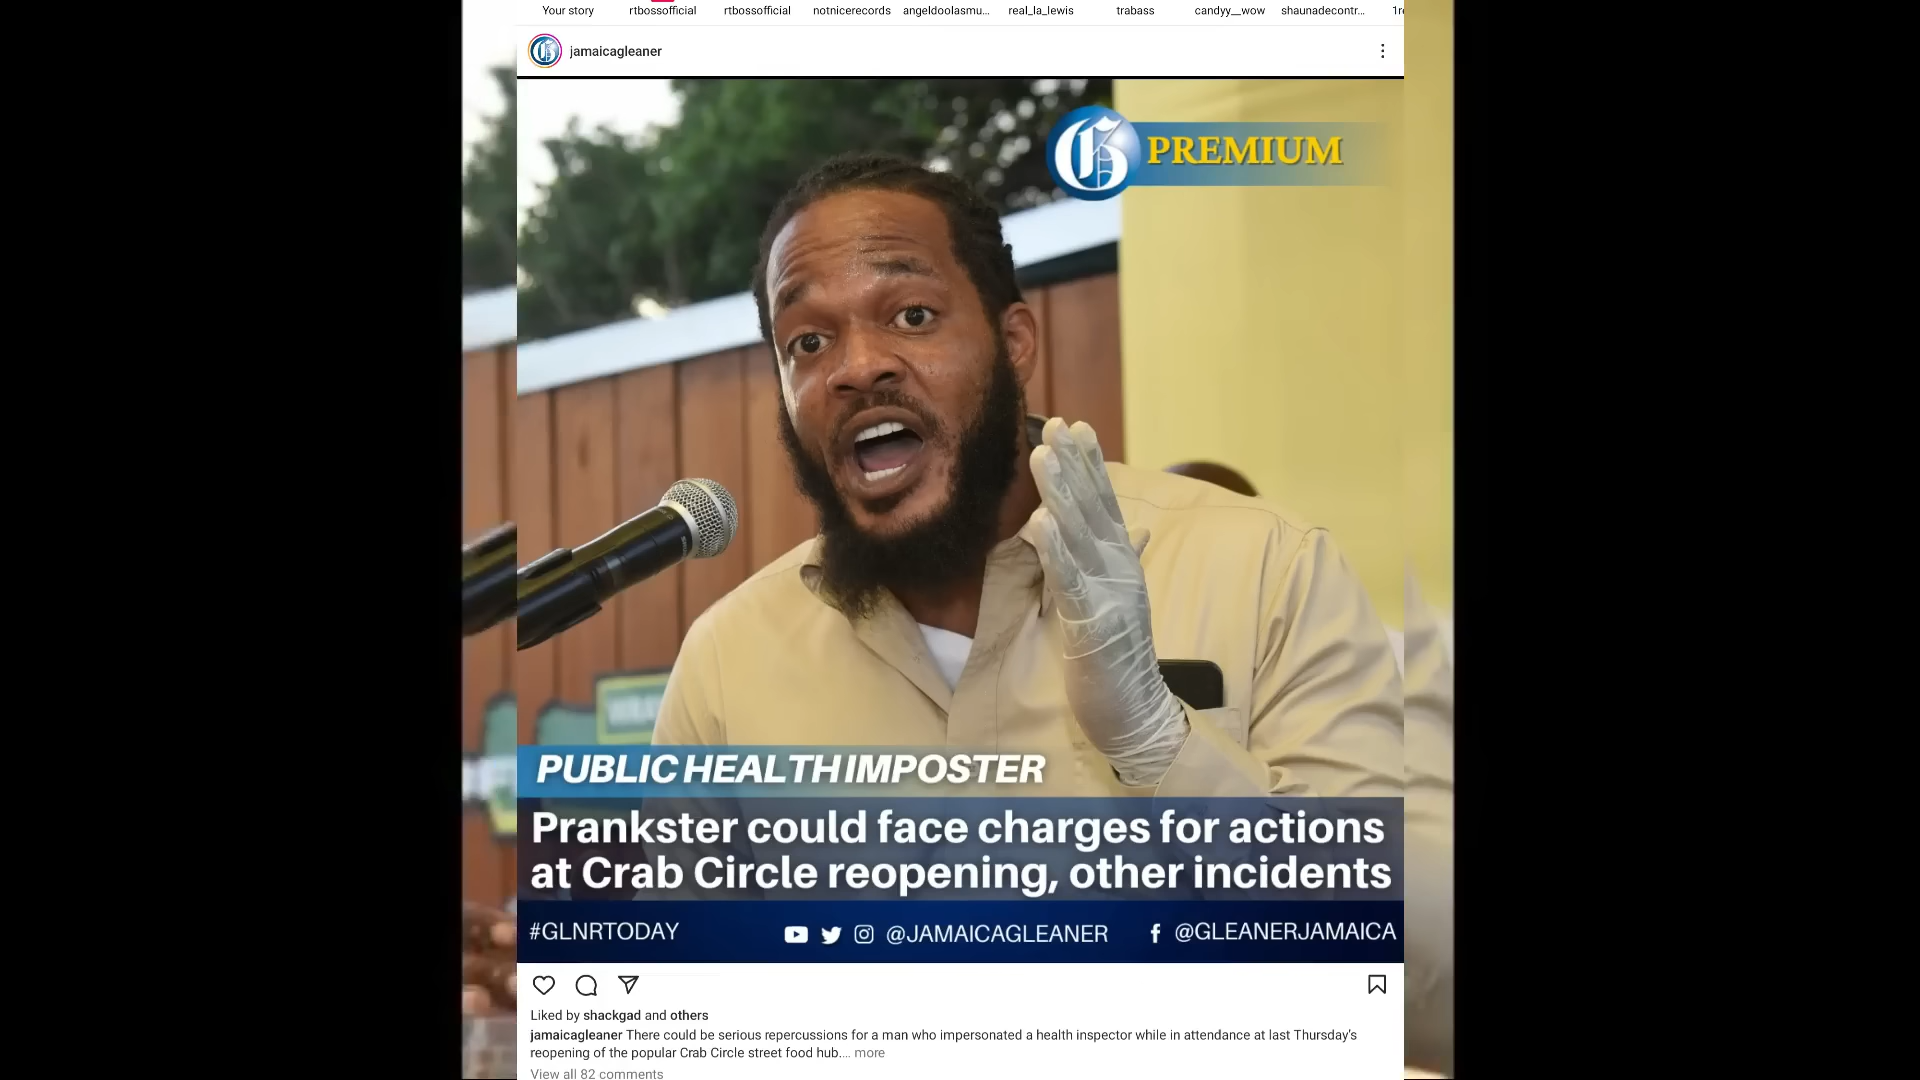 Your story rtbossofficial rtbossofficial notnicerecords angeldoolasmu... real_la_lewis trabass candyy__wow shaunadecontr...
jamaicagleaner
PREMIUM
PUBLIC HEALTH IMPOSTER
Prankster could face charges for actions
at Crab Circle reopening, other incidents
#GLNRTODAY @JAMAICAGLEANER @GLEANERJAMAICA
Liked by shackgad and others
jamaicagleaner There could be serious repercussions for a man who impersonated a health inspector while in attendance at last Thursday's
reopening of the popular Crab Circle street food hub.... more
View all 82 comments